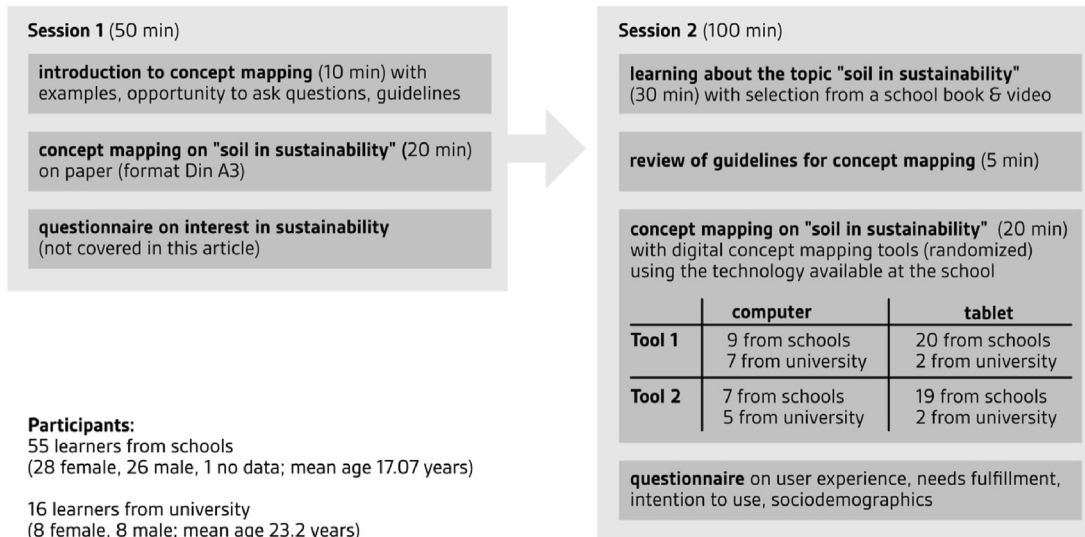 Session 1 (50 min)
introduction to concept mapping (10 min) with
examples, opportunity to ask questions, guidelines
concept mapping on "soil in sustainability" (20 min)
on paper (format Din A3)
questionnaire on interest in sustainability
(not covered in this article)
Participants:
55 learners from schools
(28 female, 26 male, 1 no data; mean age 17.07 years)
16 learners from university
(8 female, 8 male; mean age 23.2 years)
Session 2 (100 min)
learning about the topic "soil in sustainability"
(30 min) with selection from a school book & video
review of guidelines for concept mapping (5 min)
concept mapping on "soil in sustainability" (20 min)
with digital concept mapping tools (randomized)
using the technology available at the school
computer tablet
Tool 1 9 from schools 20 from schools
7 from university 2 from university
Tool 2 7 from schools 19 from schools
5 from university 2 from university
questionnaire on user experience, needs fulfillment,
intention to use, sociodemographics